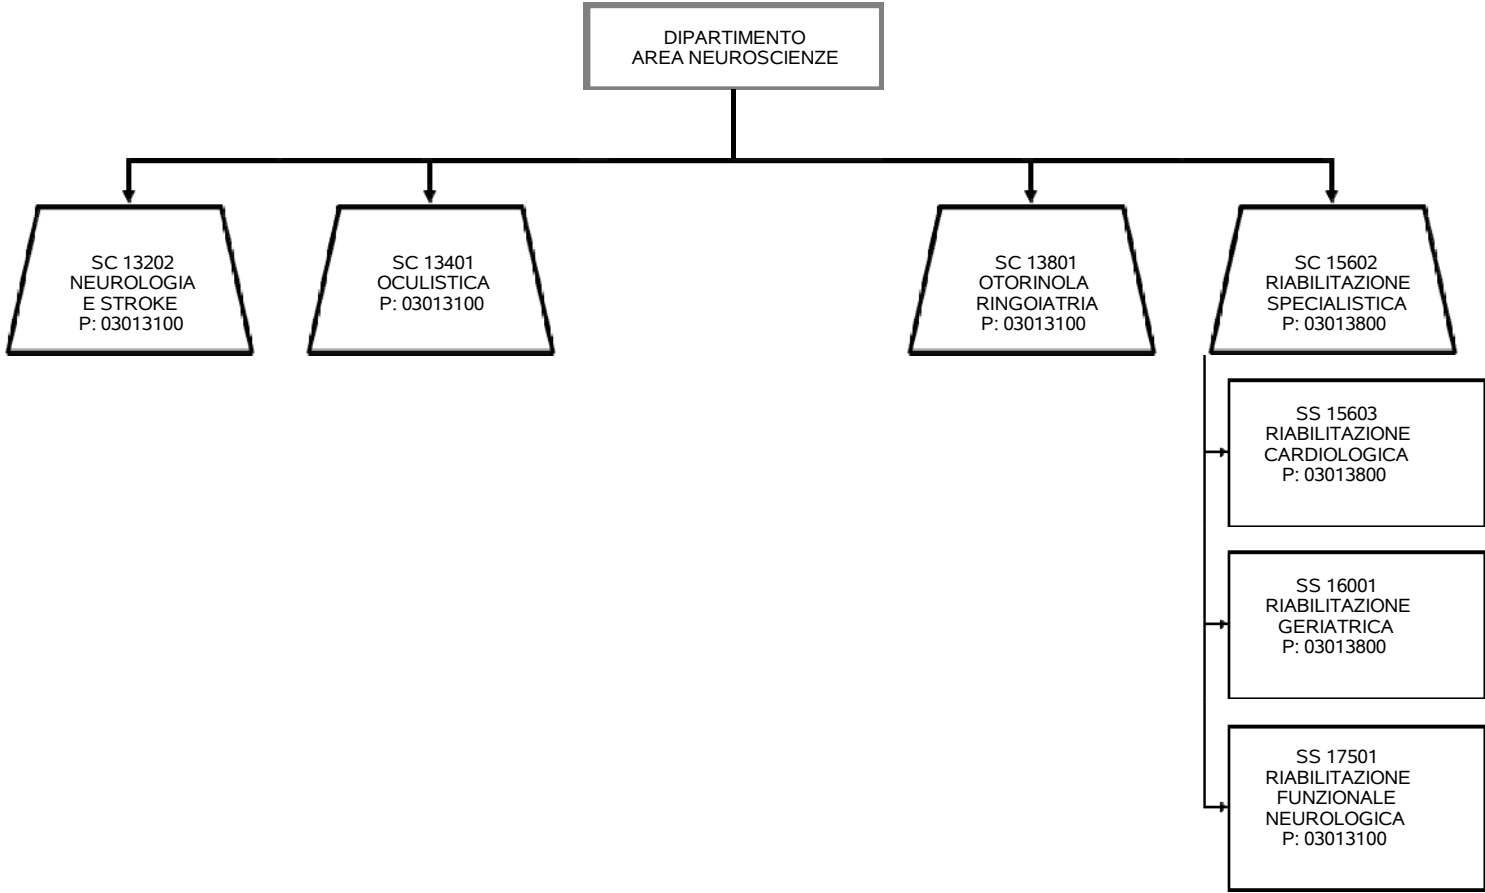 DIPARTIMENTO
AREA NEUROSCIENZE
SC 13202
NEUROLOGIA
E STROKE
P: 03013100
SC 13401
OCULISTICA
P: 03013100
SC 13801
OTORINOLA
RINGOIATRIA
P: 03013100
SC 15602
RIABILITAZIONE
SPECIALISTICA
P: 03013800
SS 15603
RIABILITAZIONE
CARDIOLOGICA
P: 03013800
SS 16001
RIABILITAZIONE
GERIATRICA
P: 03013800
SS 17501
RIABILITAZIONE
FUNZIONALE
NEUROLOGICA
P: 03013100